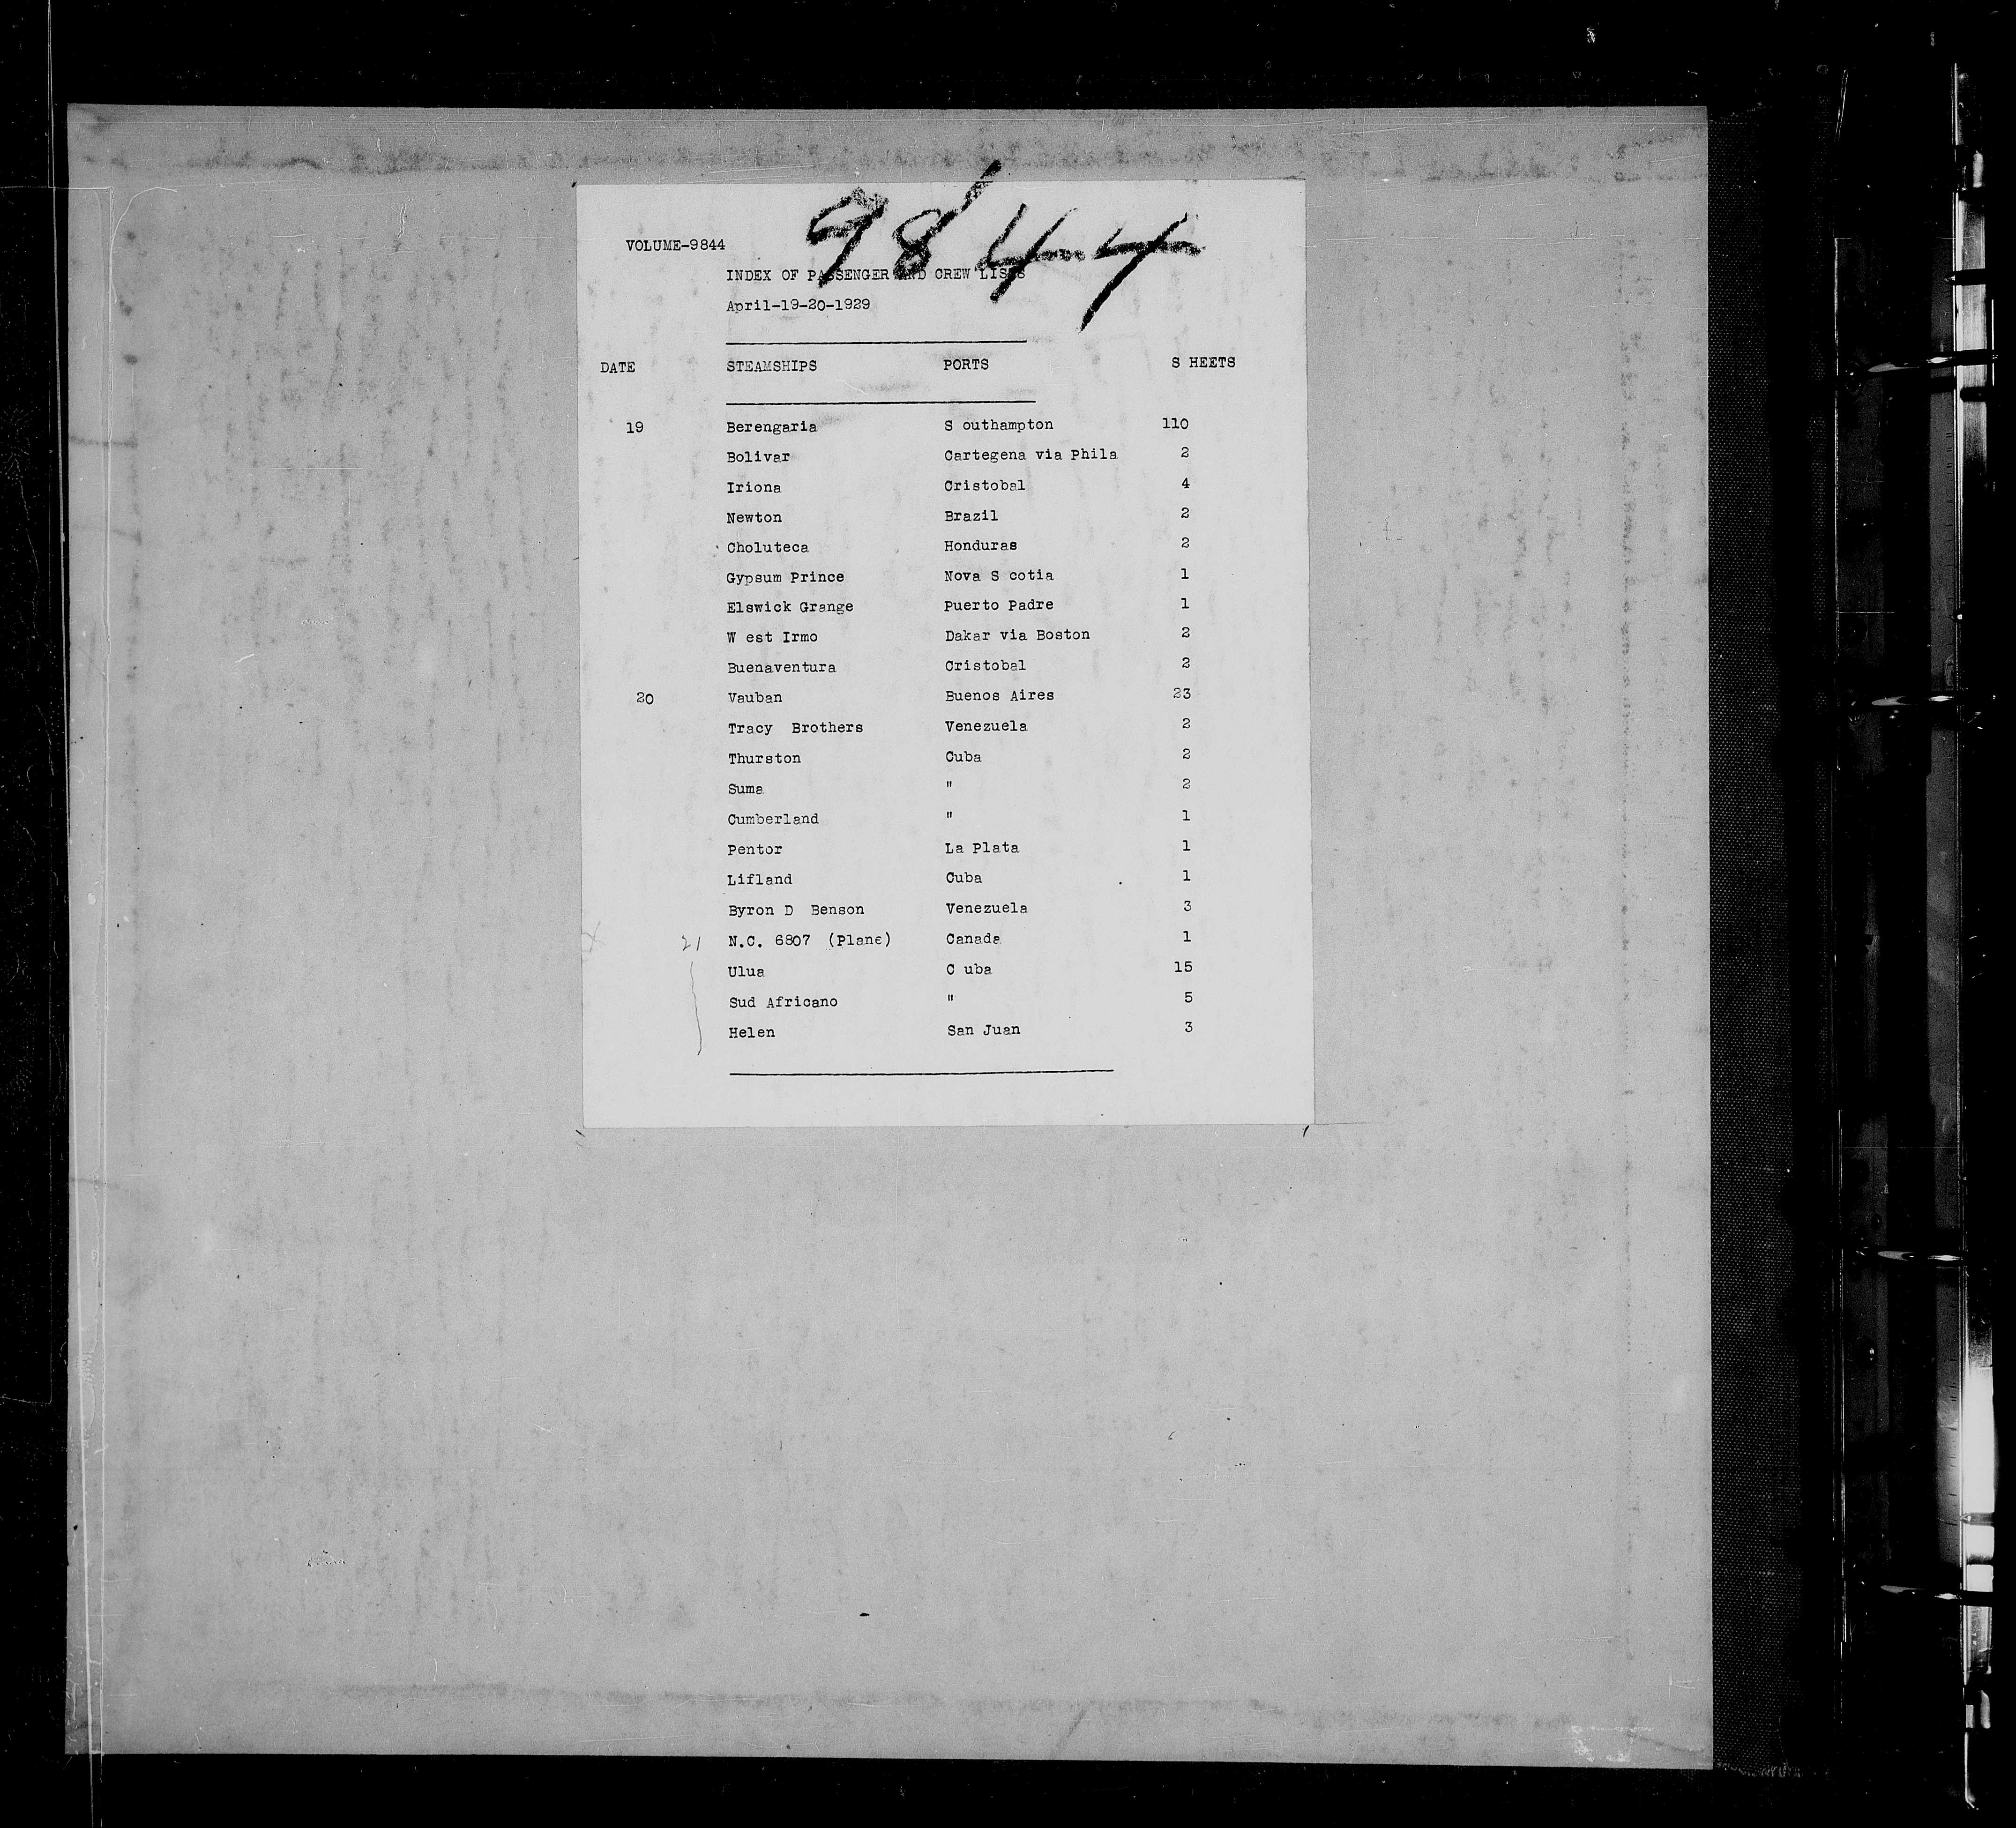 9844
VOLUME-9844
INDEX OF PASSENGER AND CREW LISTS
April-19-20-1929
DATE STEAMSHIPS PORTS S HEETS
19 Berengaria S outhampton 110
Bolivar Cartegena via Phila 2
Iriona Cristobal 4
Newton Brazil 2
Choluteca Honduras 2
Gypsum Prince Nova S cotia 1
Elswick Grange Puerto Padre 1
W est Irmo Dakar via Boston 2
Buenaventura Cristobal 2
20 Vauban Buenos Aires 23
Tracy Brothers Venezuela 2
Thurston Cuba 2
Suma " 2
Cumberland " 1
Pentor La Plata 1
Lifland Cuba 1
Byron D Benson Venezuela 3
21 N.C. 6807 (Plane) Canada 1
Ulua C uba 15
Sud Africano " 5
Helen San Juan 3